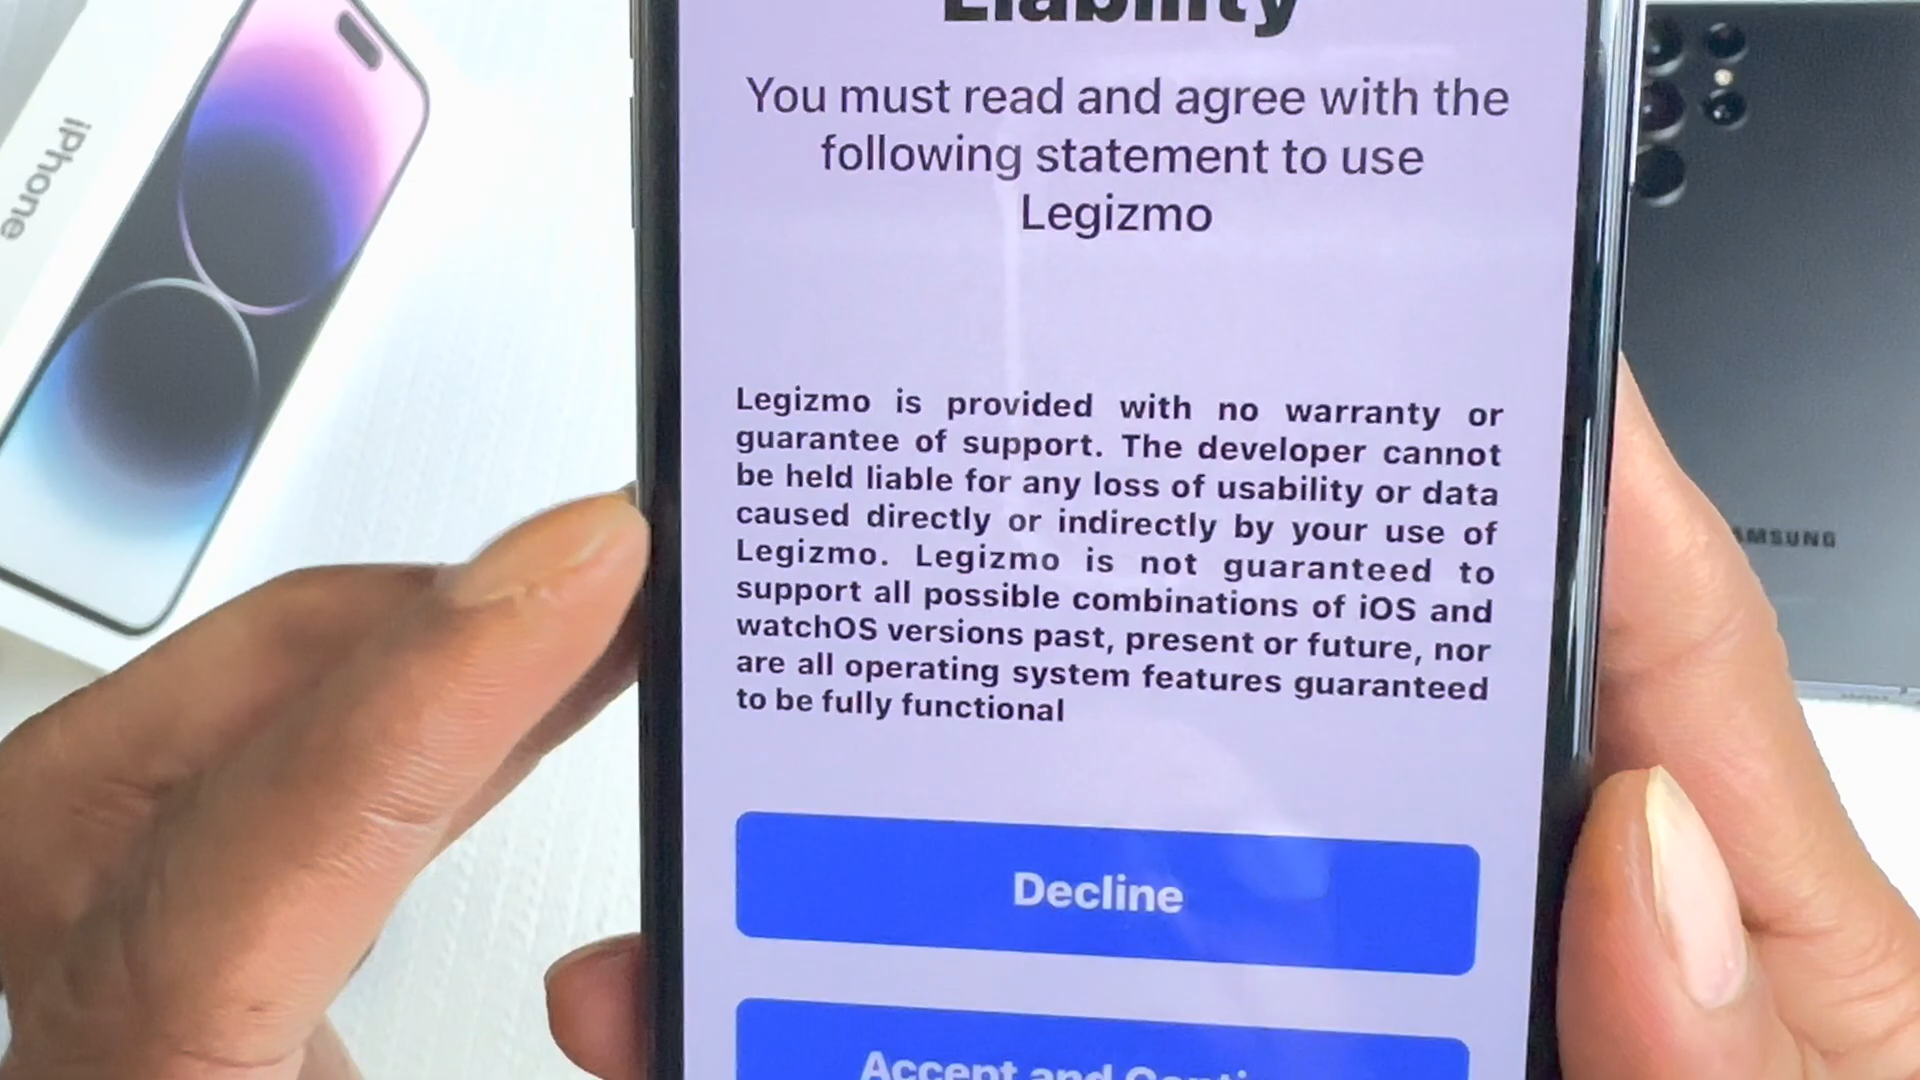 Liability
You must read and agree with the
following statement to use
Legizmo
Legizmo is provided with no warranty or
guarantee of support. The developer cannot
be held liable for any loss of usability or data
caused directly or indirectly by your use of
Legizmo. Legizmo is not guaranteed to
support all possible combinations of iOS and
watchOS versions past, present or future, nor
are all operating system features guaranteed
to be fully functional
Decline
Accept and
iPhone
AMSUNG